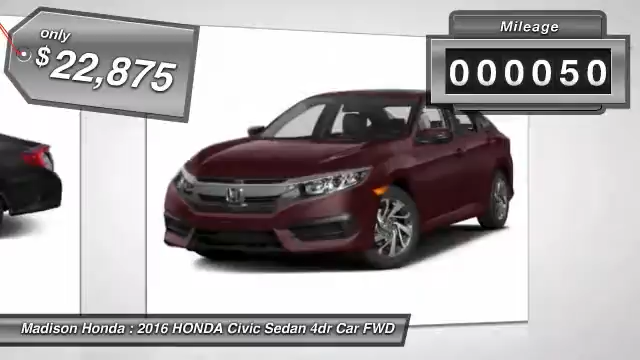 only
$22,875
Mileage
000050
Madison Honda : 2016 HONDA Civic Sedan 4dr Car FWD